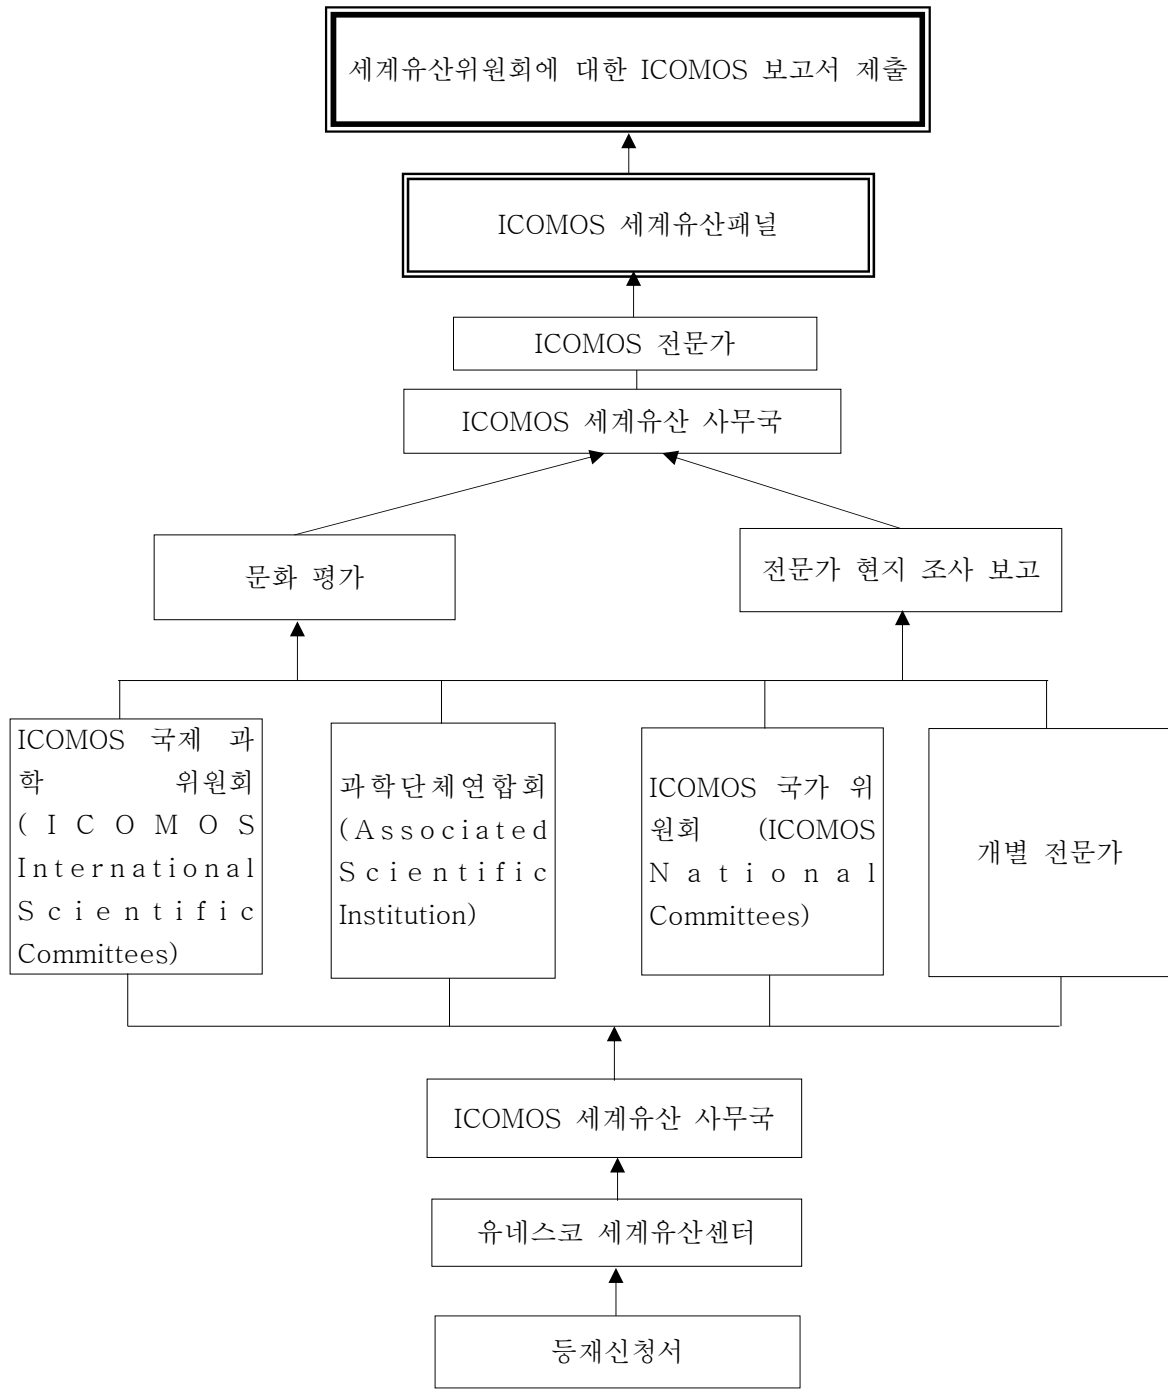 세계유산위원회에 대한 ICOMOS 보고서 제출
ICOMOS 세계유산패널
ICOMOS 전문가
ICOMOS 세계유산 사무국
문화 평가
전문가 현지 조사 보고
ICOMOS 국제 과
학 위원회
(ICOMOS
International
Scientific
Committees)
과학단체연합회
(Associated
Scientific
Institution)
ICOMOS 국가 위
원회 (ICOMOS
National
Committees)
개별 전문가
ICOMOS 세계유산 사무국
유네스코 세계유산센터
등재신청서